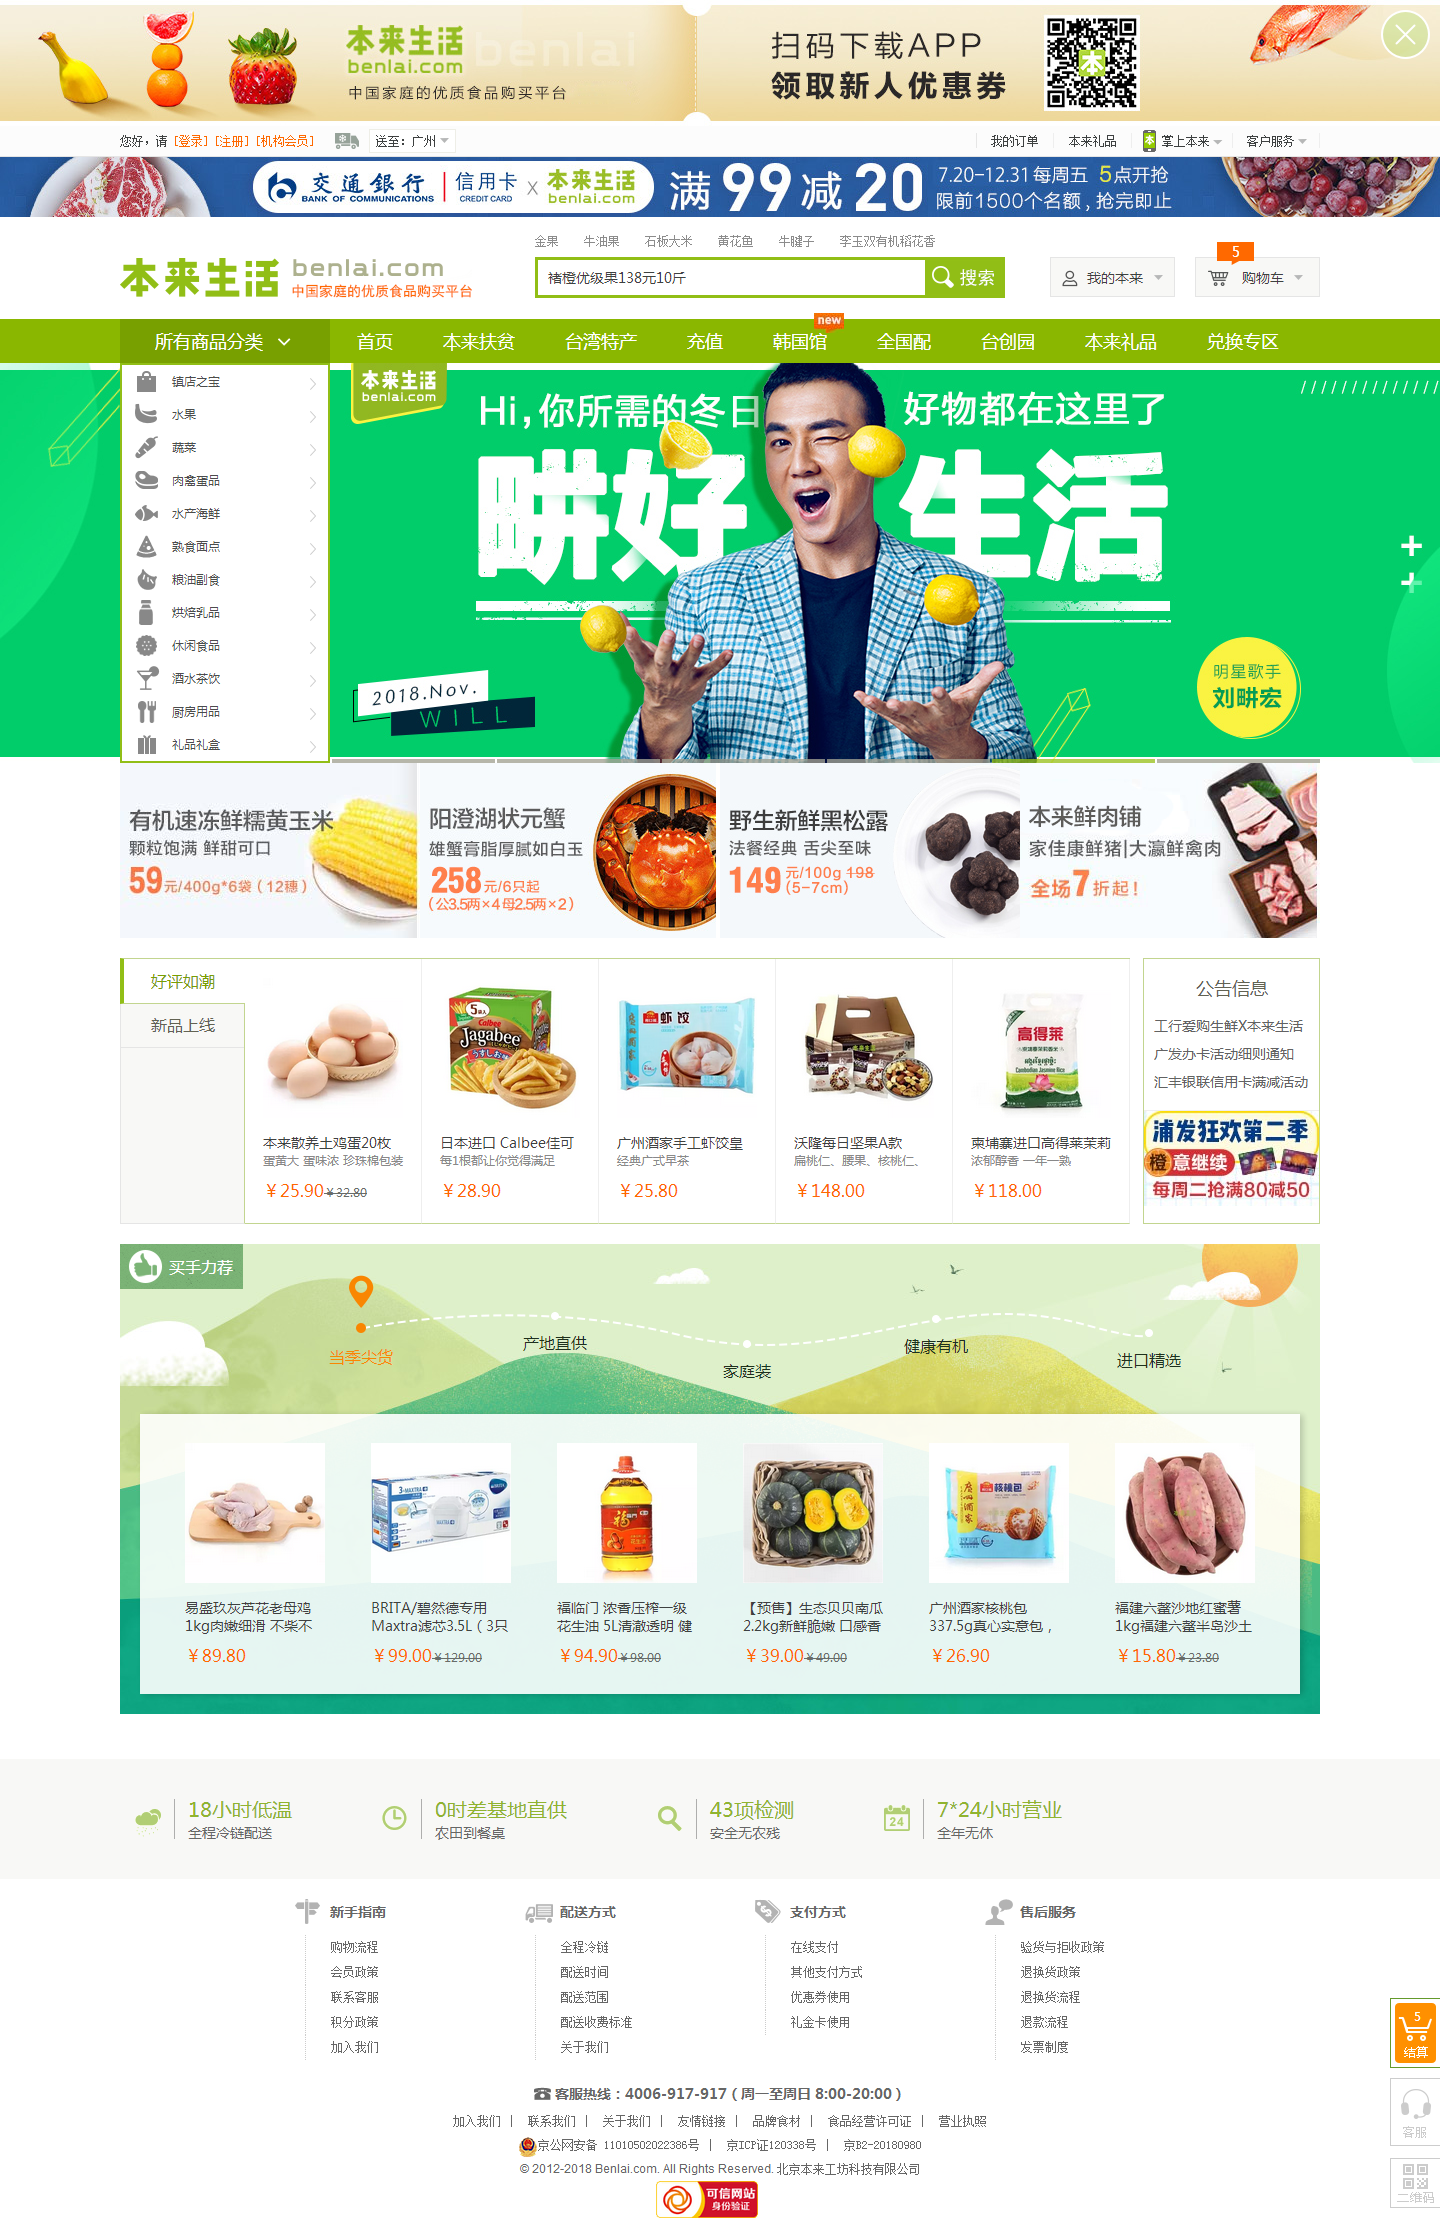 本来生活
benlai.com
中国家庭的优质食品购买平台
benlai
扫码下载APP
领取新人优惠券
本
您好，请 [登录] [注册] [机构会员]
送至：广州
我的订单
本来礼品
掌上本来
客户服务
交通银行
BANK OF COMMUNICATIONS
信用卡
CREDIT CARD
X
本来生活
benlai.com
满99减20
7.20-12.31 每周五 5点开抢
限前1500个名额，抢完即止
金果 牛油果 石板大米 黄花鱼 牛腱子 李玉双有机稻花香
本来生活 benlai.com
中国家庭的优质食品购买平台
褚橙优级果138元10斤
搜索
我的本来
5
购物车
new
所有商品分类
首页 本来扶贫 台湾特产 充值 韩国馆 全国配 台创园 本来礼品 兑换专区
镇店之宝
水果
蔬菜
肉禽蛋品
水产海鲜
熟食面点
粮油副食
烘焙乳品
休闲食品
酒水茶饮
厨房用品
礼品礼盒
本来生活
benlai.com
Hi,你所需的冬日 好物都在这里了
畊好生活
2018.Nov.
WILL
明星歌手
刘畊宏
有机速冻鲜糯黄玉米
颗粒饱满 鲜甜可口
59元/400g*6袋（12穗）
阳澄湖状元蟹
雄蟹膏脂厚腻如白玉
258元/6只起
(公3.5两×4母2.5两×2)
野生新鲜黑松露
法餐经典 舌尖至味
149元/100g 198
(5-7cm)
本来鲜肉铺
家佳康鲜猪|大瀛鲜禽肉
全场7折起！
好评如潮
新品上线
本来散养土鸡蛋20枚
蛋黄大 蛋味浓 珍珠棉包装
￥25.90￥32.80
5袋入
Calbee
Jagabee
うすしお味
日本进口 Calbee佳可
每1根都让你觉得满足
￥28.90
虾饺
广州酒家手工虾饺皇
经典广式早茶
￥25.80
沃隆每日坚果A款
扁桃仁、腰果、核桃仁、
￥148.00
高得莱
Cambodian Jasmine Rice
柬埔寨进口高得莱茉莉
浓郁醇香 一年一熟
￥118.00
公告信息
工行爱购生鲜X本来生活
广发办卡活动细则通知
汇丰银联信用卡满减活动
浦发狂欢第二季
橙意继续
每周二抢满80减50
买手力荐
当季尖货
产地直供
家庭装
健康有机
进口精选
易盛玖灰芦花老母鸡
1kg肉嫩细滑 不柴不
￥89.80
3×MAXTRA+
BRITA
BRITA/碧然德专用
Maxtra滤芯3.5L（3只
￥99.00￥129.00
福
福临门 浓香压榨一级
花生油 5L清澈透明 健
￥94.90￥98.00
【预售】生态贝贝南瓜
2.2kg新鲜脆嫩 口感香
￥39.00￥49.00
广州酒家
核桃包
广州酒家核桃包
337.5g真心实意包，
￥26.90
福建六鳌沙地红蜜薯
1kg福建六鳌半岛沙土
￥15.80￥23.80
18小时低温
全程冷链配送
0时差基地直供
农田到餐桌
43项检测
安全无农残
24
7*24小时营业
全年无休
新手指南
购物流程
会员政策
联系客服
积分政策
加入我们
配送方式
全程冷链
配送时间
配送范围
配送收费标准
关于我们
支付方式
在线支付
其他支付方式
优惠券使用
礼金卡使用
售后服务
验货与拒收政策
退换货政策
退换货流程
退款流程
发票制度
5
结算
客服
二维码
客服热线：4006-917-917（周一至周日 8:00-20:00）
加入我们 | 联系我们 | 关于我们 | 友情链接 | 品牌食材 | 食品经营许可证 | 营业执照
京公网安备 11010502022386号 | 京ICP证120338号 | 京B2-20180980
© 2012-2018 Benlai.com. All Rights Reserved. 北京本来工坊科技有限公司
可信网站
身份验证